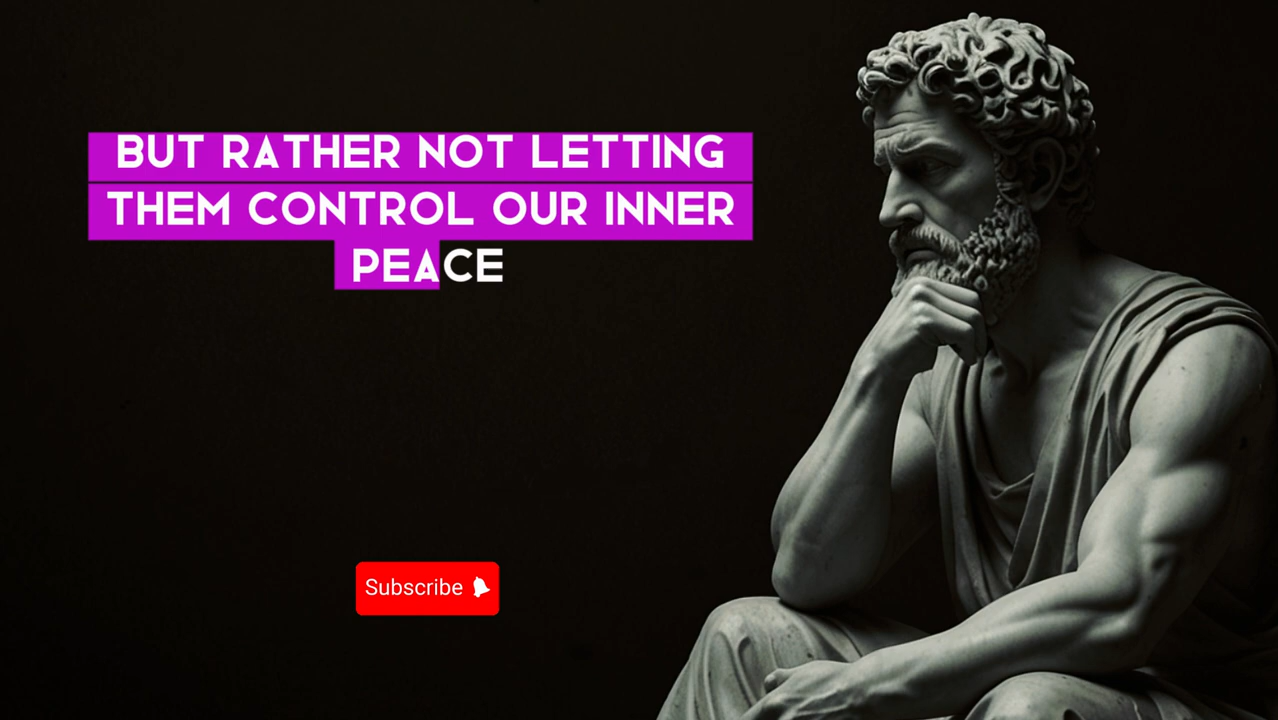 BUT RATHER NOT LETTING
THEM CONTROL OUR INNER
PEACE
Subscribe